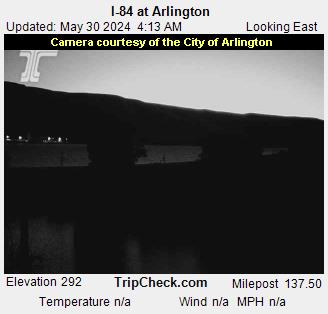 I-84 at Arlington
Updated: May 30 2024 4:13 AM Looking East
Camera courtesy of the City of Arlington
Elevation 292 TripCheck.com Milepost 137.50
Temperature n/a Wind n/a MPH n/a